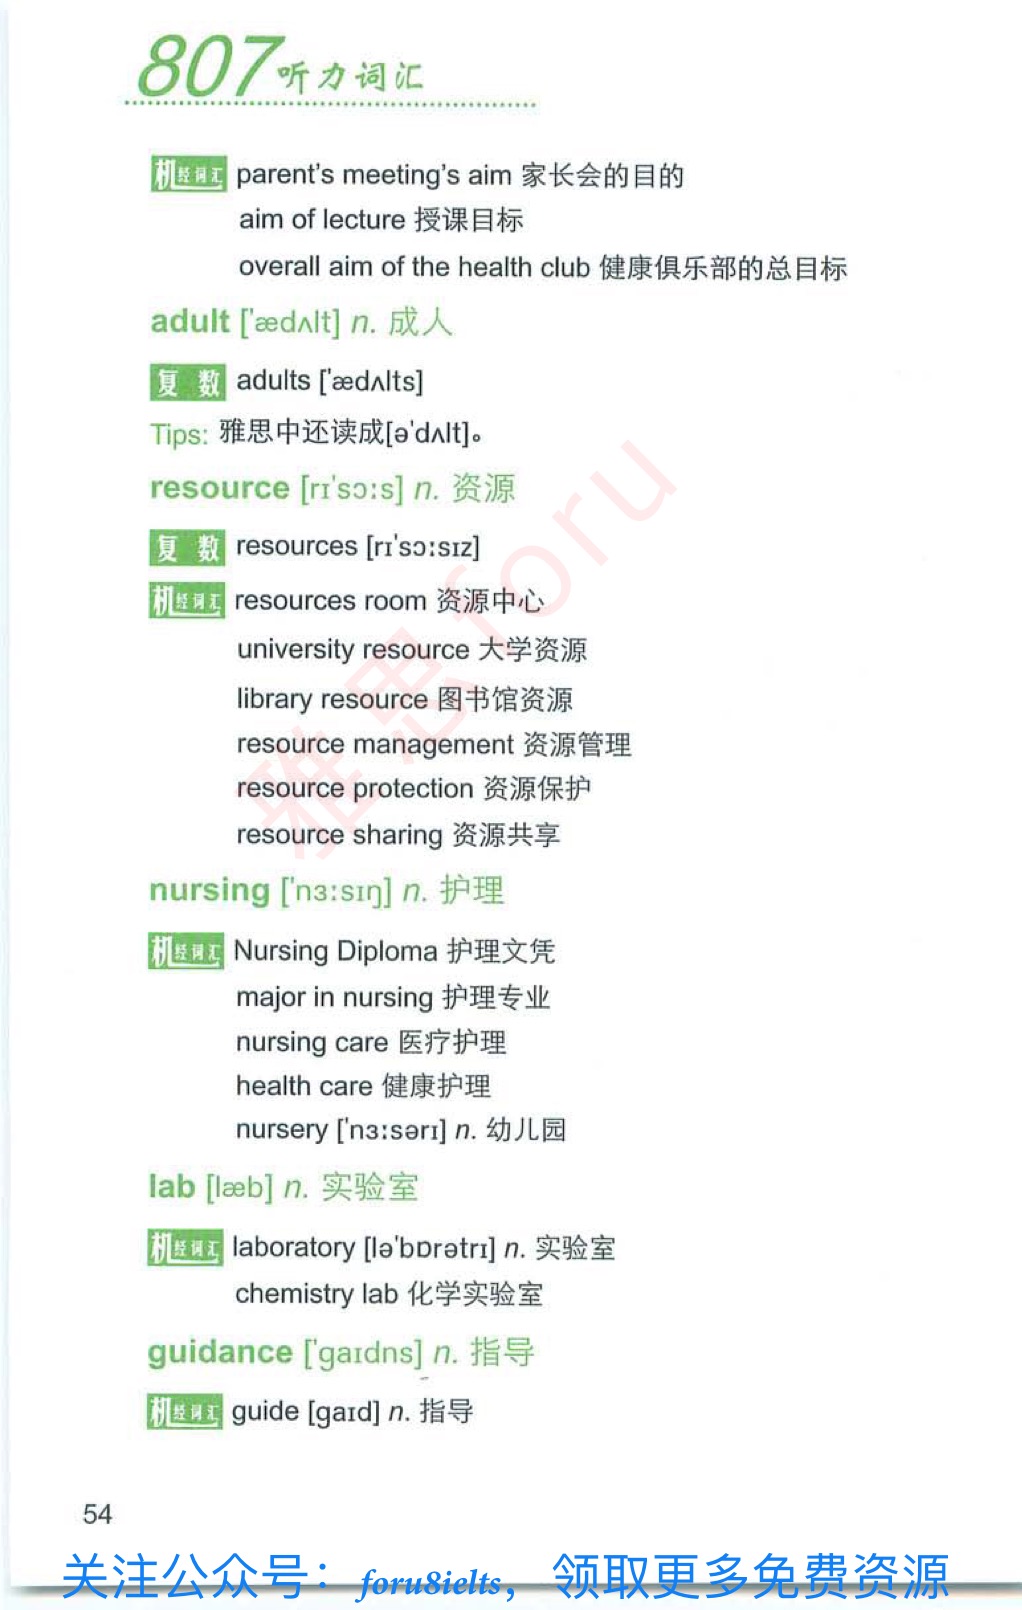 807听力词汇
机经词汇 parent's meeting's aim 家长会的目的
aim of lecture 授课目标
overall aim of the health club 健康俱乐部的总目标
adult ['ædʌlt] n. 成人
复数 adults ['ædʌlts]
Tips: 雅思中还读成[ə'dʌlt]。
resource [rɪ'sɔːs] n. 资源
复数 resources [rɪ'sɔːsɪz]
机经词汇 resources room 资源中心
university resource 大学资源
library resource 图书馆资源
resource management 资源管理
resource protection 资源保护
resource sharing 资源共享
nursing ['nɜːsɪŋ] n. 护理
机经词汇 Nursing Diploma 护理文凭
major in nursing 护理专业
nursing care 医疗护理
health care 健康护理
nursery ['nɜːsərɪ] n. 幼儿园
lab [læb] n. 实验室
机经词汇 laboratory [lə'bɒrətrɪ] n. 实验室
chemistry lab 化学实验室
guidance ['gaɪdns] n. 指导
机经词汇 guide [gaɪd] n. 指导
54
关注公众号： foru8ielts，领取更多免费资源
雅思foru